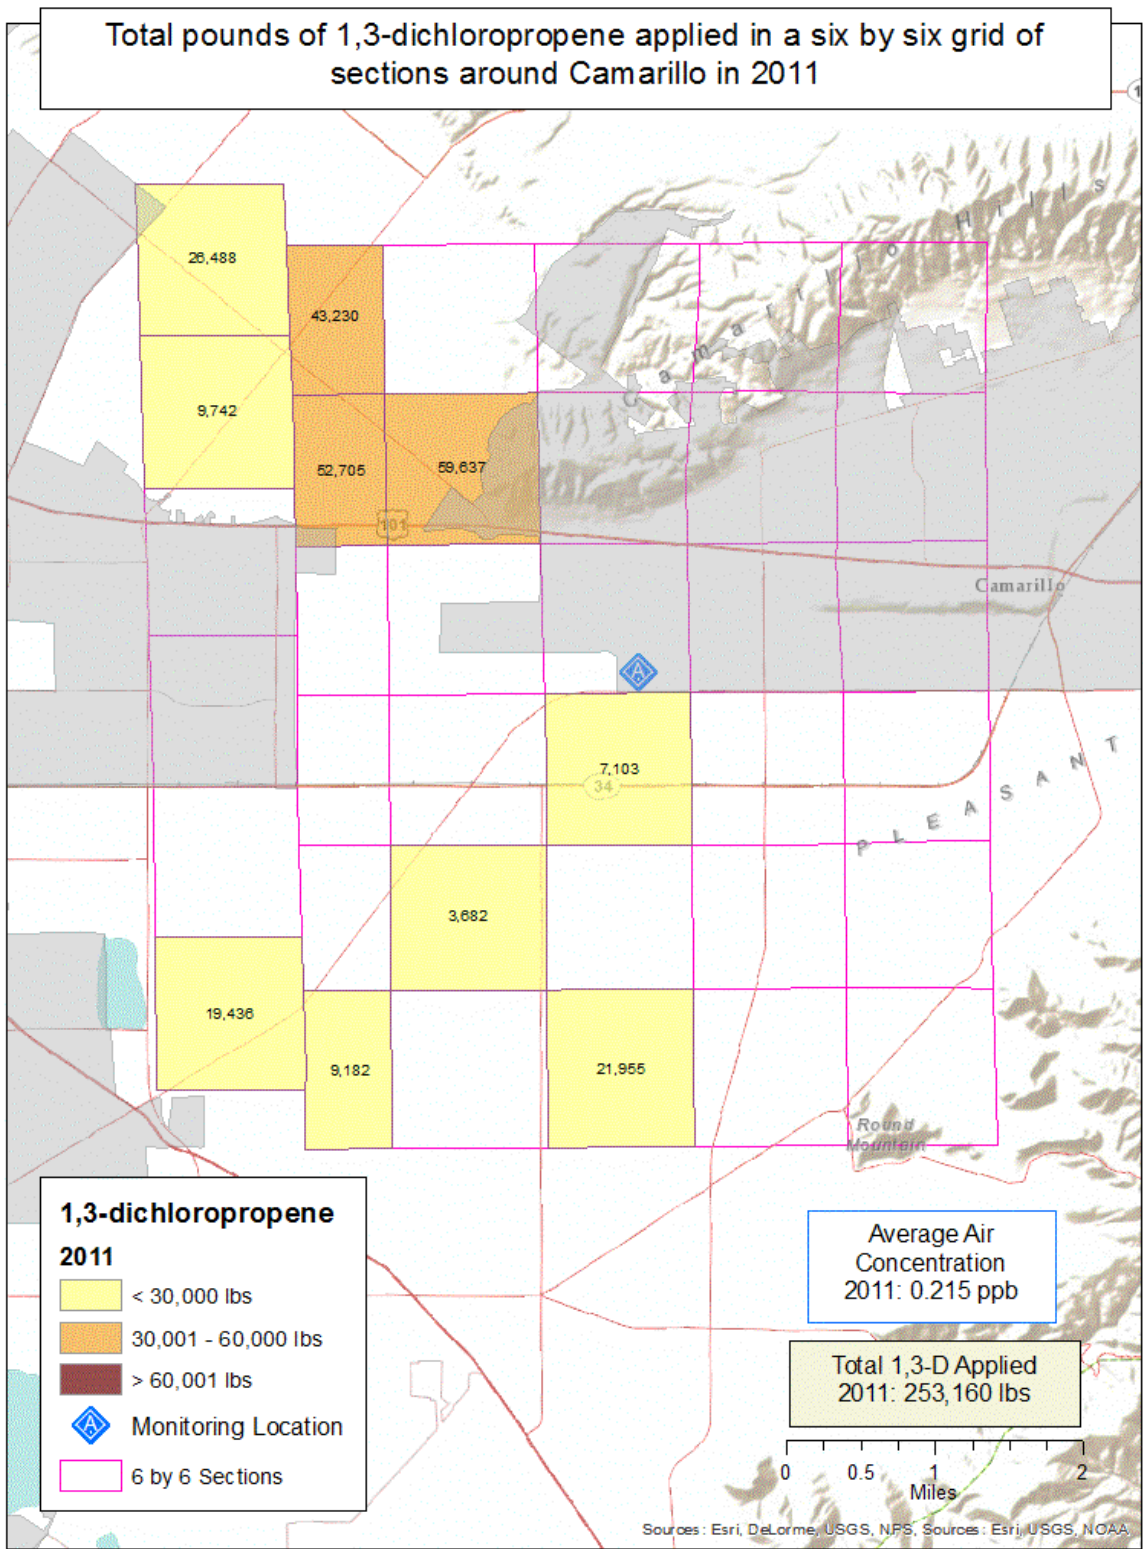 Total pounds of 1,3-dichloropropene applied in a six by six grid of
sections around Camarillo in 2011
1
Camarillo Hills
26,488
43,230
9,742
52,705
59,637
101
Camarillo
A
7,103
34
PLEASANT
3,682
19,436
9,182
21,955
Round
Mountain
1,3-dichloropropene
2011
< 30,000 lbs
30,001 - 60,000 lbs
> 60,001 lbs
A Monitoring Location
6 by 6 Sections
Average Air
Concentration
2011: 0.215 ppb
Total 1,3-D Applied
2011: 253,160 lbs
0 0.5 1 2
Miles
Sources: Esri, DeLorme, USGS, NPS, Sources: Esri, USGS, NOAA